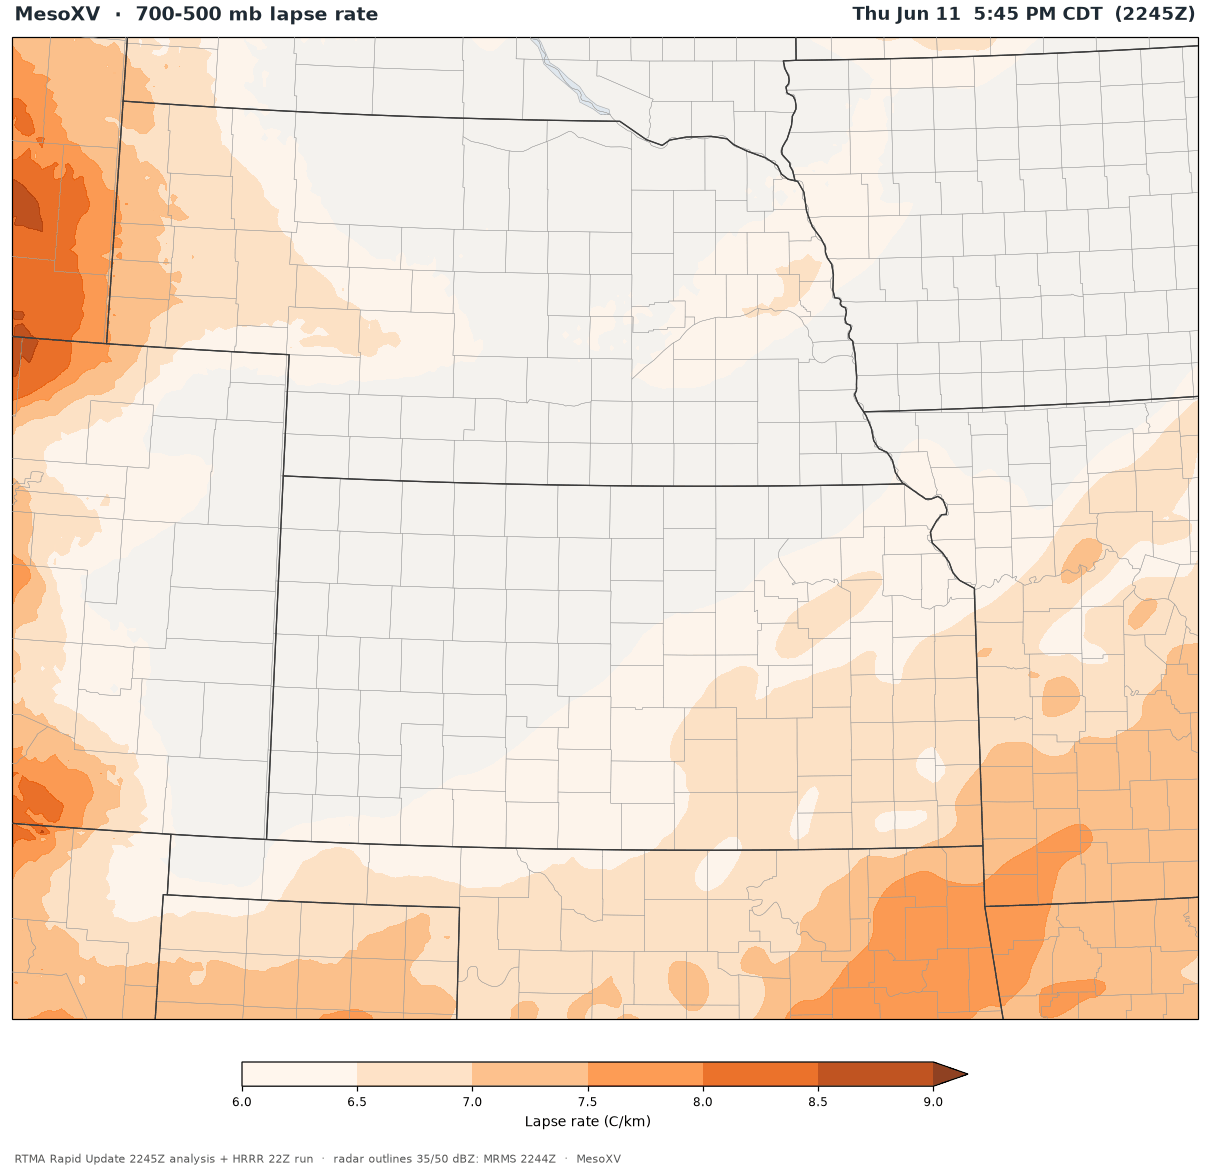 MesoXV · 700-500 mb lapse rate
Thu Jun 11 5:45 PM CDT (2245Z)
6.0 6.5 7.0 7.5 8.0 8.5 9.0
Lapse rate (C/km)
RTMA Rapid Update 2245Z analysis + HRRR 22Z run · radar outlines 35/50 dBZ: MRMS 2244Z · MesoXV